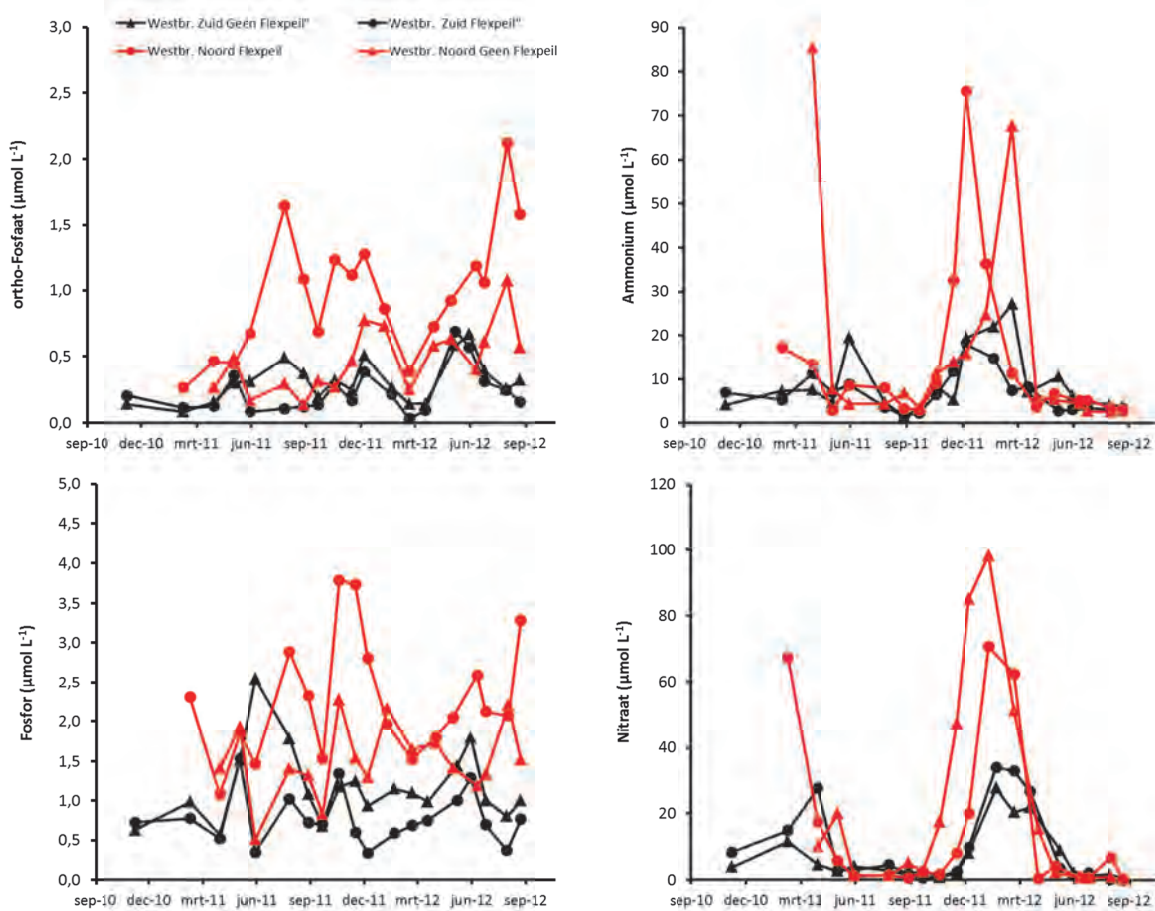 Westbr. Zuid Geen Flexpeil"
Westbr. Zuid Flexpeil"
Westbr. Noord Flexpeil
Westbr. Noord Geen Flexpeil
ortho-Fosfaat (µmol L-1)
3,0
2,5
2,0
1,5
1,0
0,5
0,0
sep-10 dec-10 mrt-11 jun-11 sep-11 dec-11 mrt-12 jun-12 sep-12
Ammonium (µmol L-1)
90
80
70
60
50
40
30
20
10
0
sep-10 dec-10 mrt-11 jun-11 sep-11 dec-11 mrt-12 jun-12 sep-12
Fosfor (µmol L-1)
5,0
4,5
4,0
3,5
3,0
2,5
2,0
1,5
1,0
0,5
0,0
sep-10 dec-10 mrt-11 jun-11 sep-11 dec-11 mrt-12 jun-12 sep-12
Nitraat (µmol L-1)
120
100
80
60
40
20
0
sep-10 dec-10 mrt-11 jun-11 sep-11 dec-11 mrt-12 jun-12 sep-12